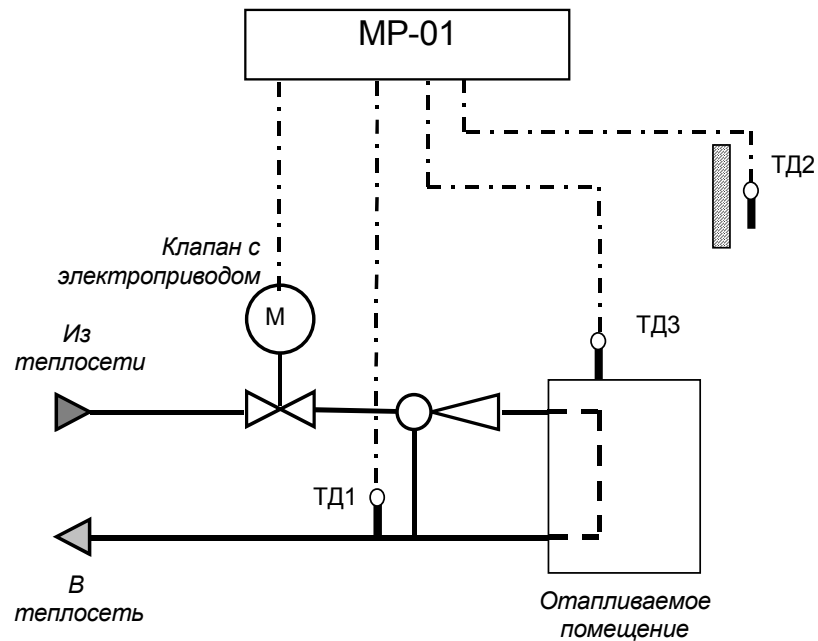 МР-01
ТД2
Клапан с
электроприводом
М
ТД3
Из
теплосети
ТД1
В
теплосеть
Отапливаемое
помещение